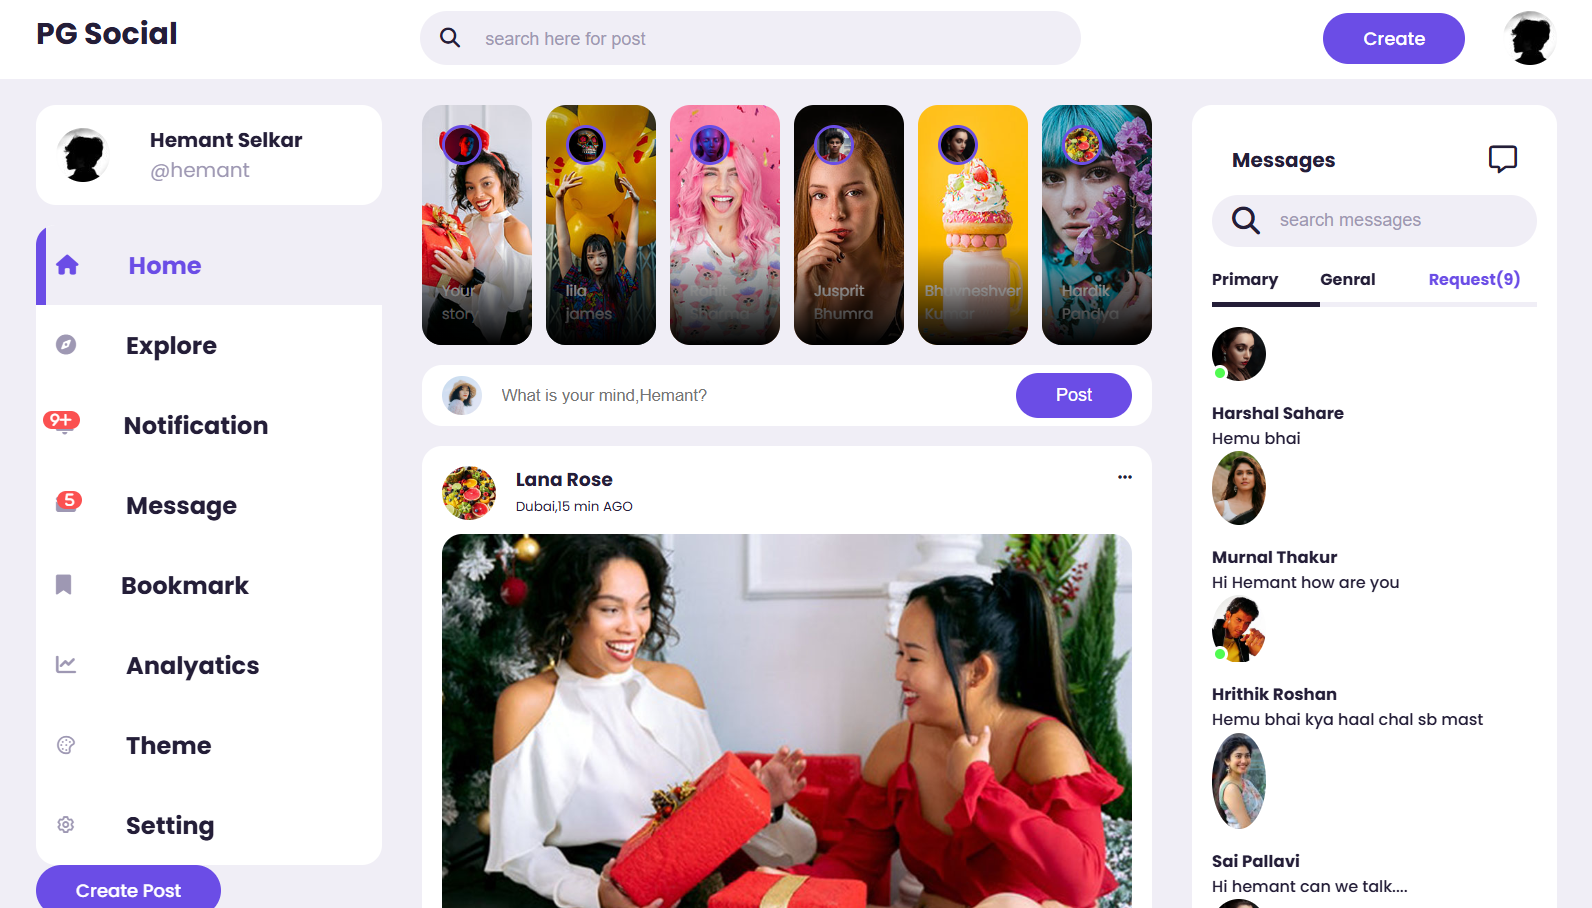 PG Social
search here for post
Create
Hemant Selkar
@hemant
Home
Explore
9+
Notification
5
Message
Bookmark
Analyatics
Theme
Setting
Create Post
Your
story
lila
james
Rohit
Sharma
Jusprit
Bhumra
Bhuvneshver
Kumar
Hardik
Pandya
What is your mind,Hemant?
Post
Lana Rose
Dubai,15 min AGO
Messages
search messages
Primary
Genral
Request(9)
Harshal Sahare
Hemu bhai
Murnal Thakur
Hi Hemant how are you
Hrithik Roshan
Hemu bhai kya haal chal sb mast
Sai Pallavi
Hi hemant can we talk....